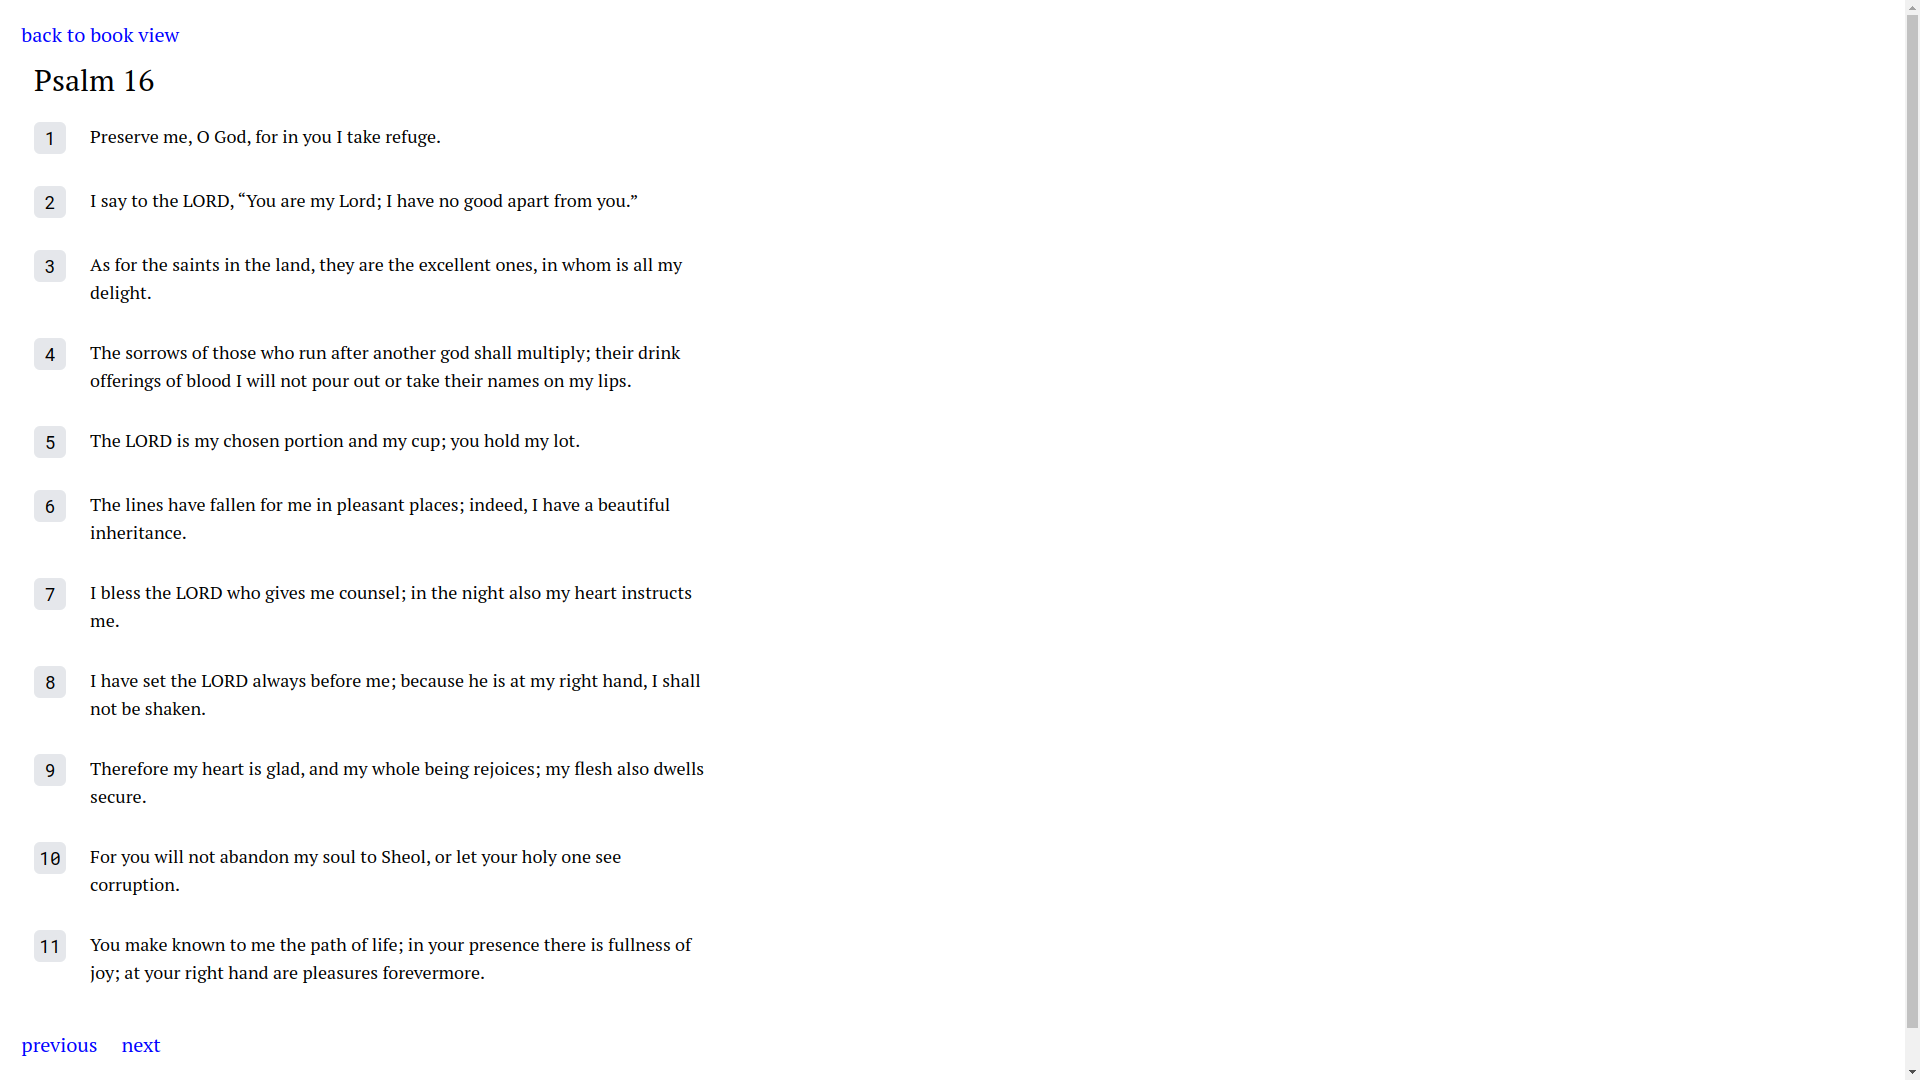 back to book view
Psalm 16
1 Preserve me, O God, for in you I take refuge.
2 I say to the LORD, “You are my Lord; I have no good apart from you.”
3 As for the saints in the land, they are the excellent ones, in whom is all my
delight.
4 The sorrows of those who run after another god shall multiply; their drink
offerings of blood I will not pour out or take their names on my lips.
5 The LORD is my chosen portion and my cup; you hold my lot.
6 The lines have fallen for me in pleasant places; indeed, I have a beautiful
inheritance.
7 I bless the LORD who gives me counsel; in the night also my heart instructs
me.
8 I have set the LORD always before me; because he is at my right hand, I shall
not be shaken.
9 Therefore my heart is glad, and my whole being rejoices; my flesh also dwells
secure.
10 For you will not abandon my soul to Sheol, or let your holy one see
corruption.
11 You make known to me the path of life; in your presence there is fullness of
joy; at your right hand are pleasures forevermore.
previous next